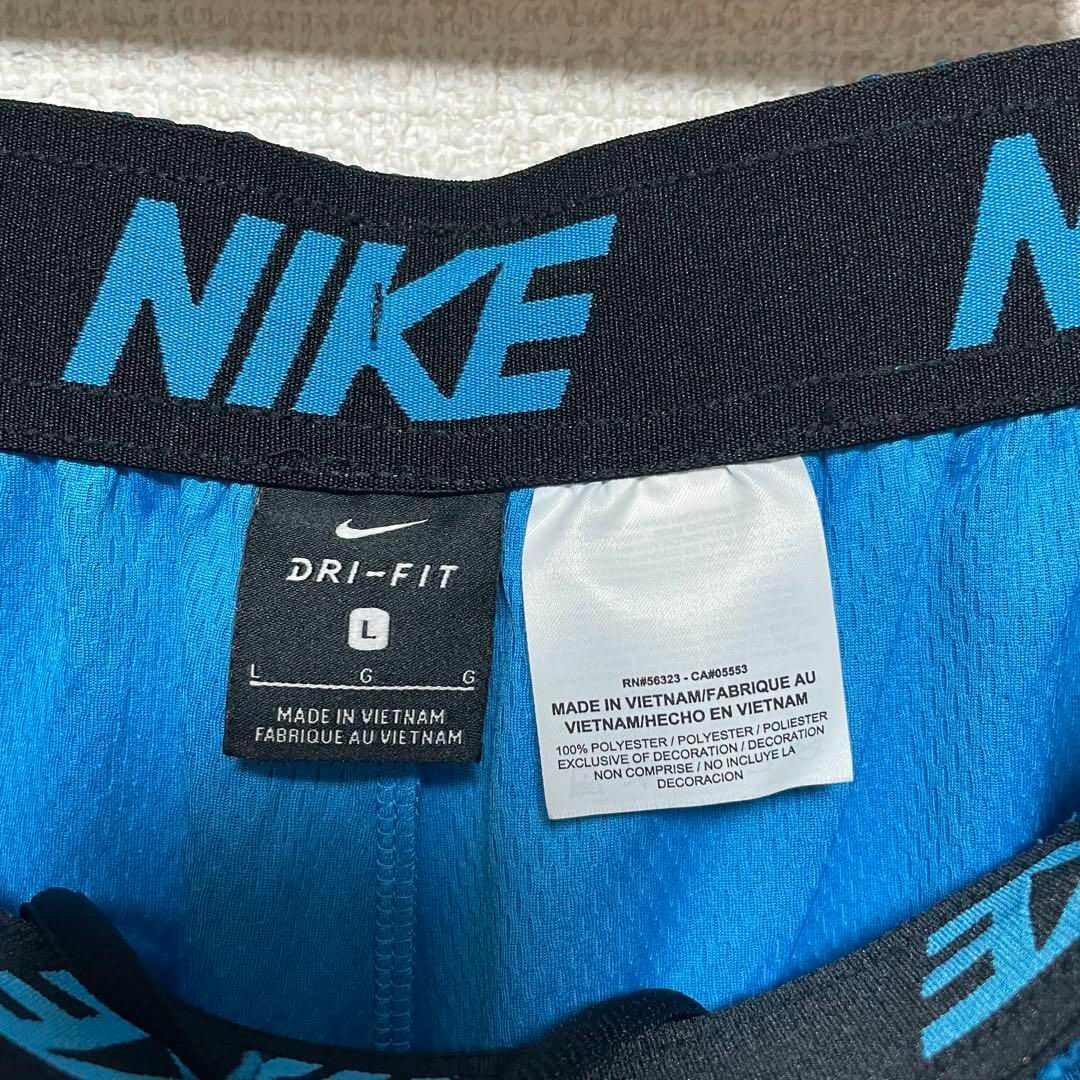 NIKE
DRI-FIT
L
L G G
MADE IN VIETNAM
FABRIQUE AU VIETNAM
RN#56323 - CA#05553
MADE IN VIETNAM/FABRIQUE AU
VIETNAM/HECHO EN VIETNAM
100% POLYESTER / POLYESTER / POLIESTER
EXCLUSIVE OF DECORATION / DECORATION
NON COMPRISE / NO INCLUYE LA
DECORACION